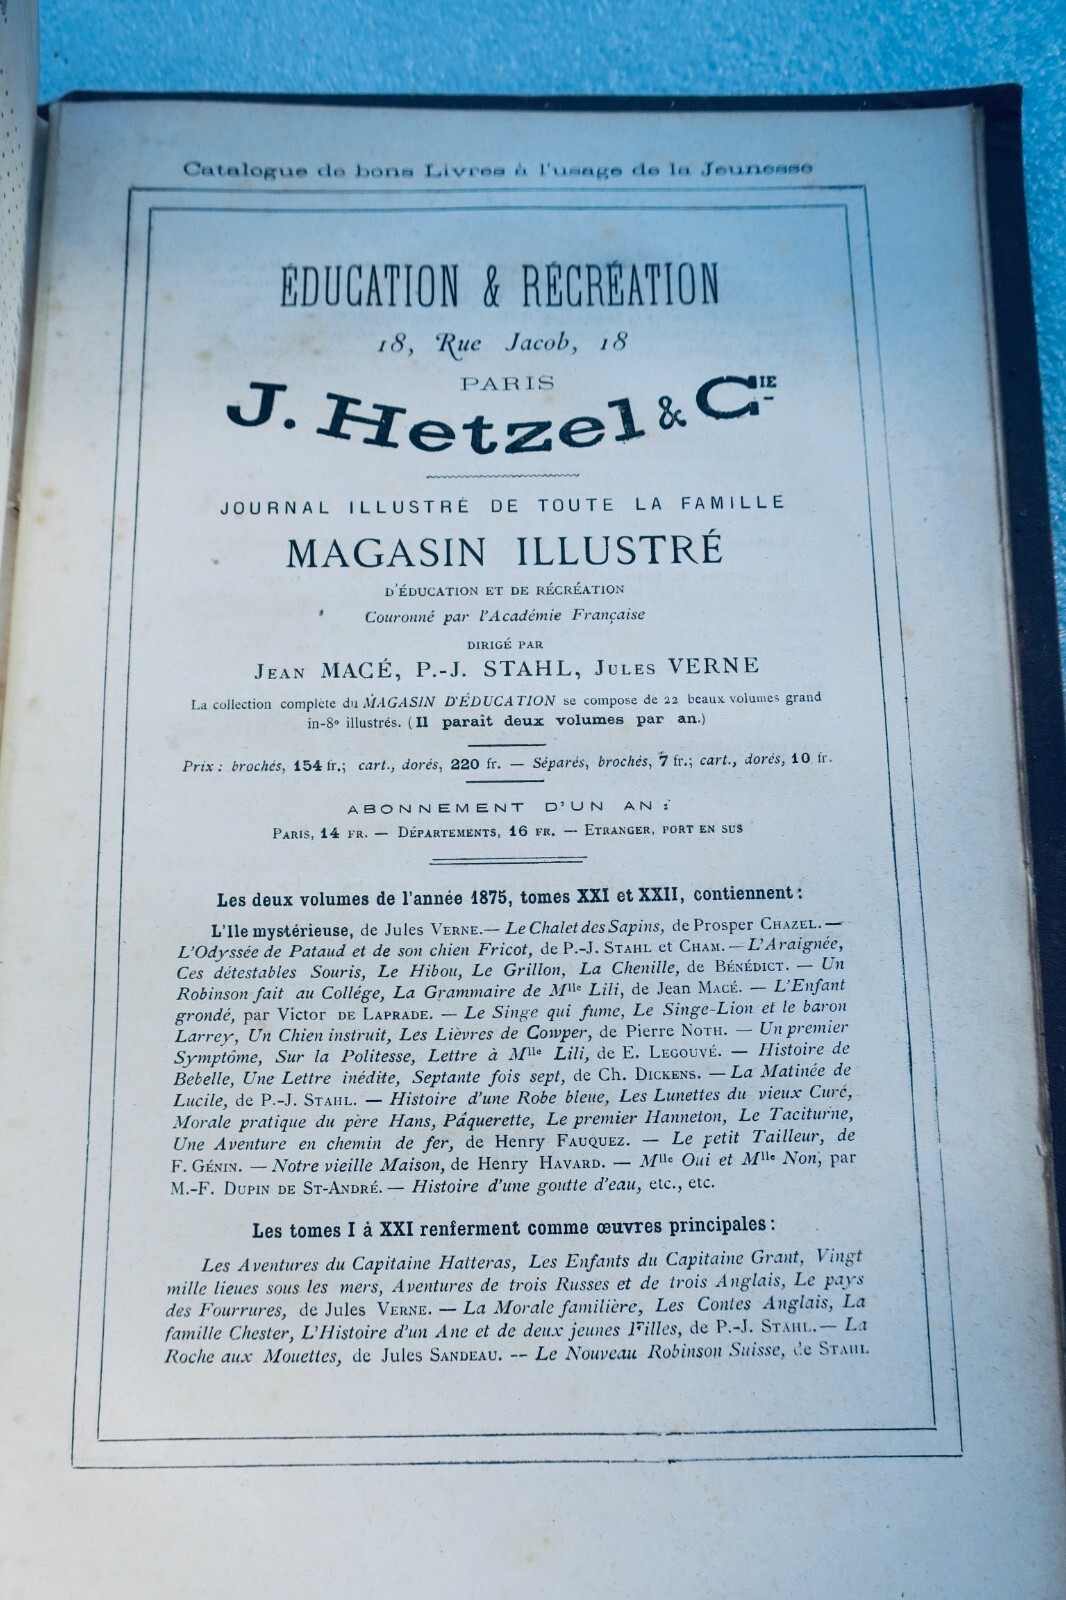 Catalogue de bons Livres à l'usage de la Jeunesse
ÉDUCATION & RÉCRÉATION
18, Rue Jacob, 18
PARIS
J. Hetzel & Cie
JOURNAL ILLUSTRÉ DE TOUTE LA FAMILLE
MAGASIN ILLUSTRÉ
D'ÉDUCATION ET DE RÉCRÉATION
Couronné par l'Académie Française
DIRIGÉ PAR
JEAN MACÉ, P.-J. STAHL, JULES VERNE
La collection complète du MAGASIN D'ÉDUCATION se compose de 22 beaux volumes grand
in-8º illustrés. (Il paraît deux volumes par an.)
Prix : brochés, 154 fr.; cart., dorés, 220 fr. — Séparés, brochés, 7 fr.; cart., dorés, 10 fr.
ABONNEMENT D'UN AN :
PARIS, 14 FR. — DÉPARTEMENTS, 16 FR. — ETRANGER, PORT EN SUS
Les deux volumes de l'année 1875, tomes XXI et XXII, contiennent :
L'Ile mystérieuse, de Jules VERNE. — Le Chalet des Sapins, de Prosper CHAZEL. —
L'Odyssée de Pataud et de son chien Fricot, de P.-J. STAHL et CHAM. — L'Araignée,
Ces détestables Souris, Le Hibou, Le Grillon, La Chenille, de BÉNÉDICT. — Un
Robinson fait au Collége, La Grammaire de Mlle Lili, de Jean MACÉ. — L'Enfant
grondé, par Victor DE LAPRADE. — Le Singe qui fume, Le Singe-Lion et le baron
Larrey, Un Chien instruit, Les Lièvres de Cowper, de Pierre NOTH. — Un premier
Symptôme, Sur la Politesse, Lettre à Mlle Lili, de E. LEGOUVÉ. — Histoire de
Bebelle, Une Lettre inédite, Septante fois sept, de Ch. DICKENS. — La Matinée de
Lucile, de P.-J. STAHL. — Histoire d'une Robe bleue, Les Lunettes du vieux Curé,
Morale pratique du père Hans, Pâquerette, Le premier Hanneton, Le Taciturne,
Une Aventure en chemin de fer, de Henry FAUQUEZ. — Le petit Tailleur, de
F. GÉNIN. — Notre vieille Maison, de Henry HAVARD. — Mlle Oui et Mlle Non, par
M.-F. DUPIN DE ST-ANDRÉ. — Histoire d'une goutte d'eau, etc., etc.
Les tomes I à XXI renferment comme œuvres principales :
Les Aventures du Capitaine Hatteras, Les Enfants du Capitaine Grant, Vingt
mille lieues sous les mers, Aventures de trois Russes et de trois Anglais, Le pays
des Fourrures, de Jules VERNE. — La Morale familière, Les Contes Anglais, La
famille Chester, L'Histoire d'un Ane et de deux jeunes Filles, de P.-J. STAHL. — La
Roche aux Mouettes, de Jules SANDEAU. -- Le Nouveau Robinson Suisse, de STAHL